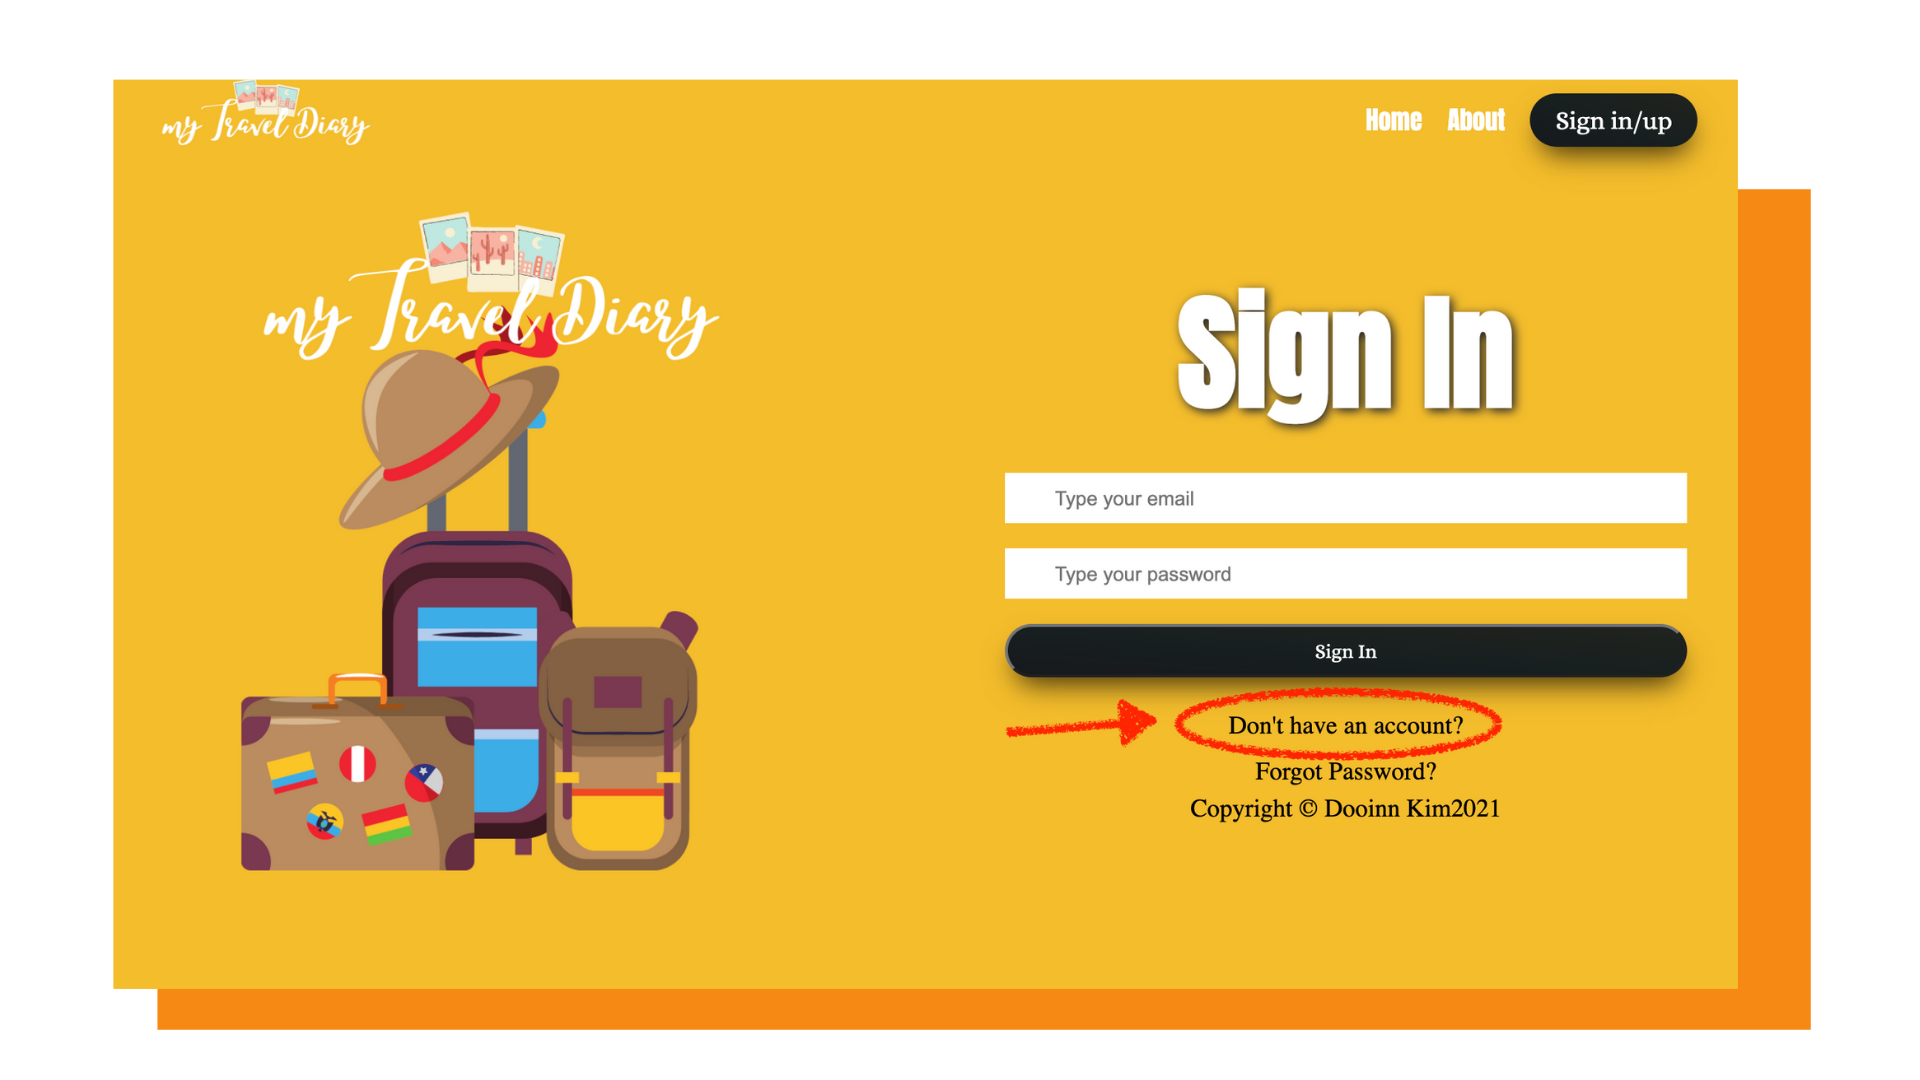 my Travel Diary
Home About Sign in/up
my Travel Diary
Sign In
Type your email
Type your password
Sign In
Don't have an account?
Forgot Password?
Copyright © Dooinn Kim2021